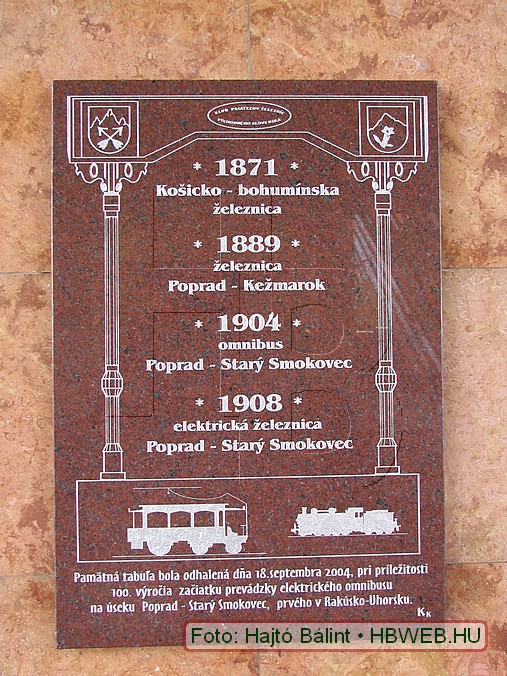 KLUB PRIATEĽOV ŽELEZNÍC
VÝCHODNÉHO SLOVENSKA
* 1871 *
Košicko - bohumínska
železnica
* 1889 *
železnica
Poprad - Kežmarok
* 1904 *
omnibus
Poprad - Starý Smokovec
* 1908 *
elektrická železnica
Poprad - Starý Smokovec
Pamätná tabuľa bola odhalená dňa 18.septembra 2004, pri príležitosti
100. výročia začiatku prevádzky elektrického omnibusu
na úseku Poprad - Starý Smokovec, prvého v Rakúsko-Uhorsku.
KK
Foto: Hajtó Bálint • HBWEB.HU